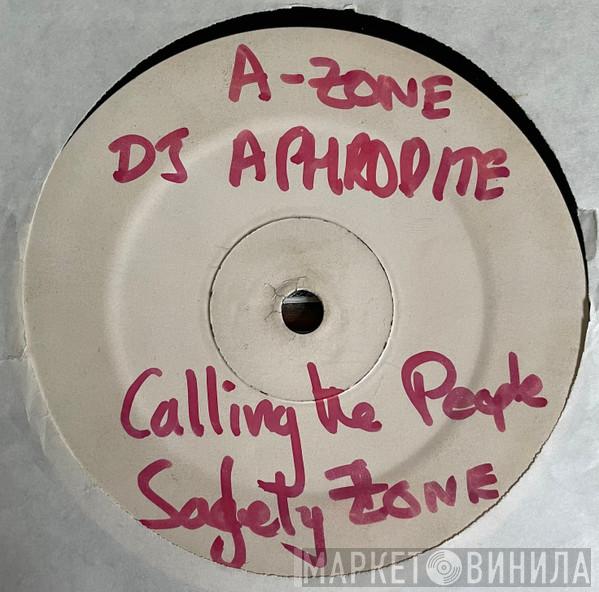 A-ZONE
DJ APHRODITE
Calling the People
Safety ZONE
МАРКЕТ ВИНИЛА